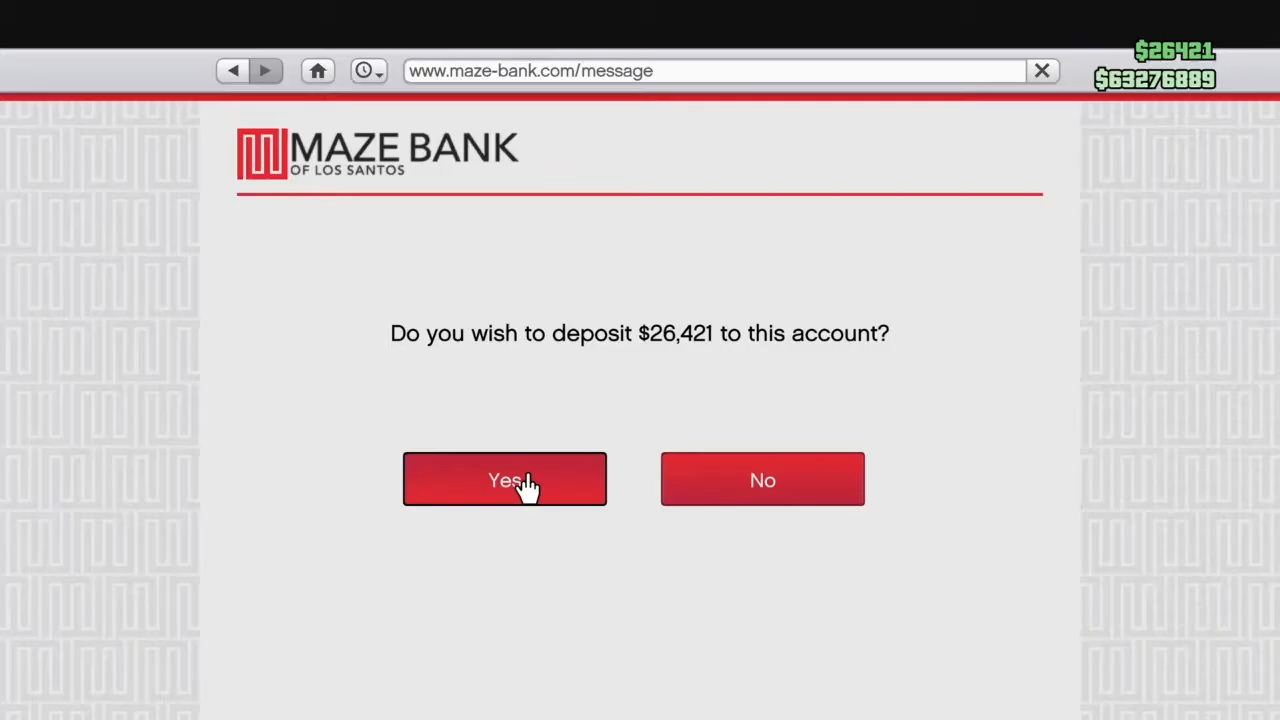 $26421
www.maze-bank.com/message
$63276889
MAZE BANK
OF LOS SANTOS
Do you wish to deposit $26,421 to this account?
Yes
No